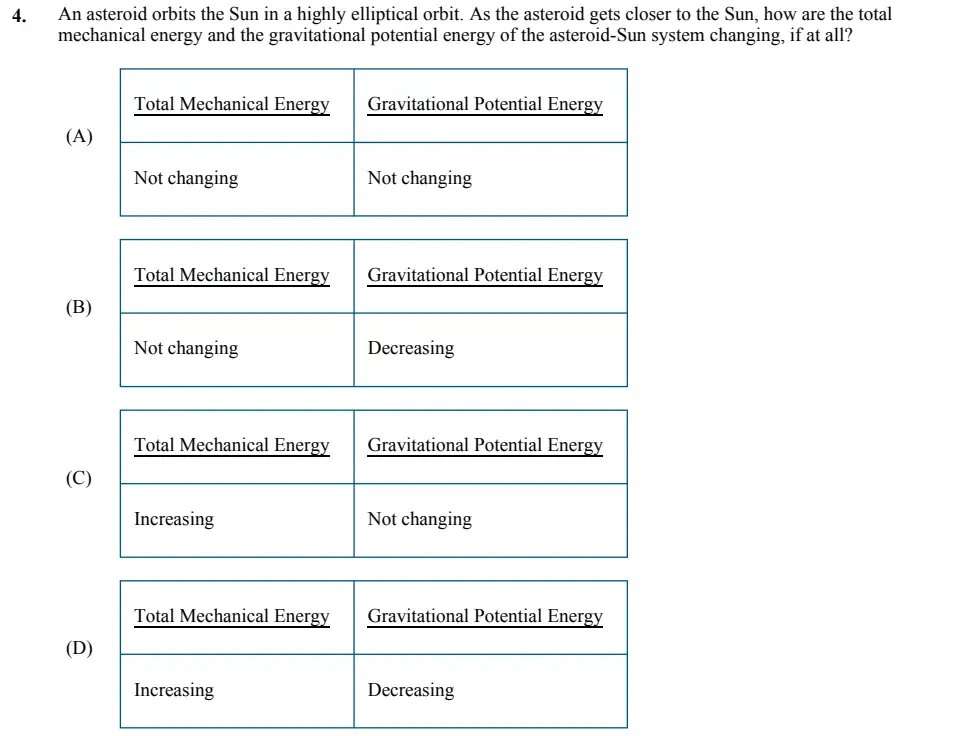 4. An asteroid orbits the Sun in a highly elliptical orbit. As the asteroid gets closer to the Sun, how are the total
mechanical energy and the gravitational potential energy of the asteroid-Sun system changing, if at all?
(A)
Total Mechanical Energy Gravitational Potential Energy
Not changing Not changing
(B)
Total Mechanical Energy Gravitational Potential Energy
Not changing Decreasing
(C)
Total Mechanical Energy Gravitational Potential Energy
Increasing Not changing
(D)
Total Mechanical Energy Gravitational Potential Energy
Increasing Decreasing